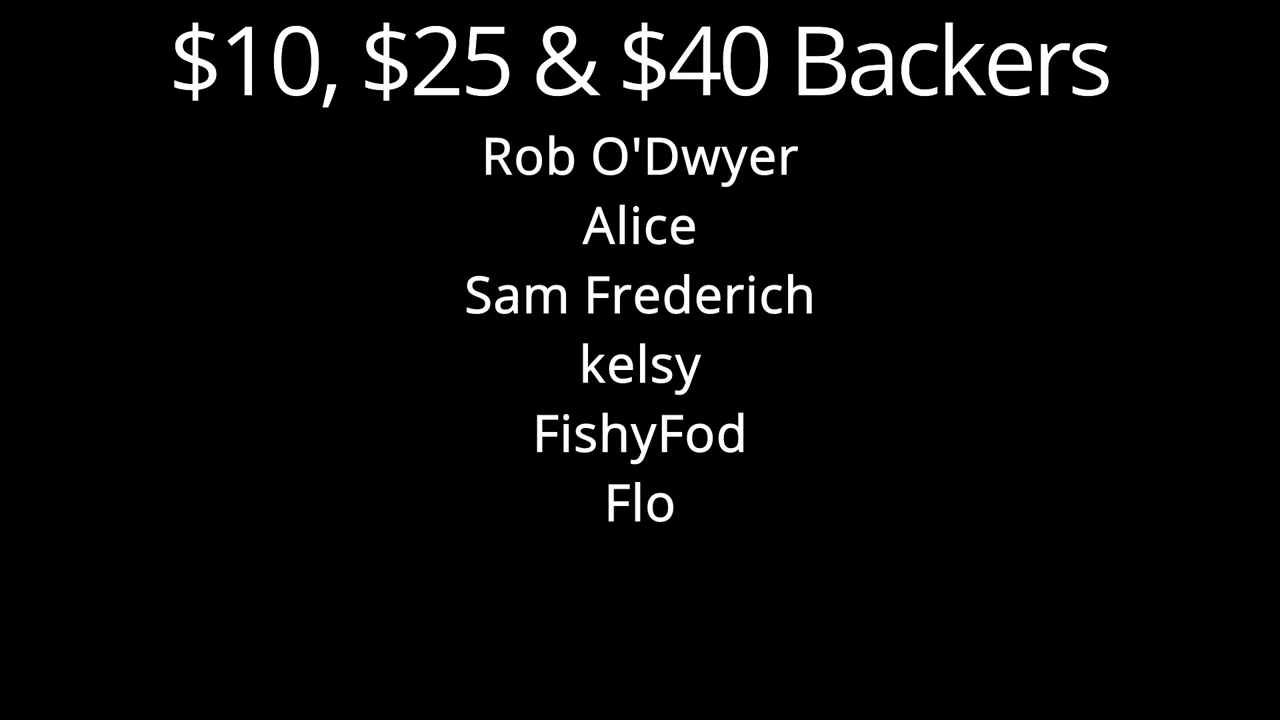 $10, $25 & $40 Backers
Rob O'Dwyer
Alice
Sam Frederich
kelsy
FishyFod
Flo